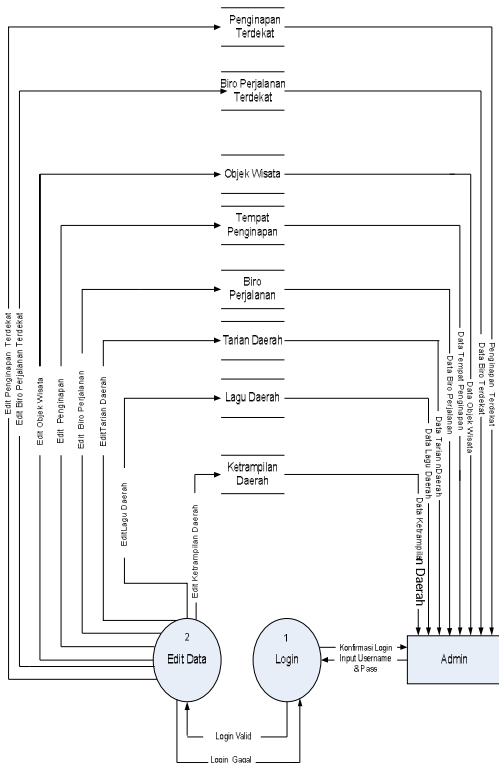 Penginapan
Terdekat
Biro Perjalanan
Terdekat
Objek Wisata
Tempat
Penginapan
Biro
Perjalanan
Tarian Daerah
Lagu Daerah
Ketrampilan
Daerah
Edit Penginapan Terdekat
Edit Biro Perjalanan Terdekat
Edit Objek Wisata
Edit Penginapan
Edit Biro Perjalanan
EditTarian Daerah
EditLagu Daerah
Edit Ketrampilan Daerah
Data Ketrampilan Daerah
Data Lagu Daerah
Data Tarian nDaerah
Data Biro Perjalanan
Data Tempat Penginapan
Data Objek Wisata
Data Biro Terdekat
Penginapan Terdekat
2
Edit Data
1
Login
Konfirmasi Login
Input Username
& Pass
Admin
Login Valid
Login Gagal